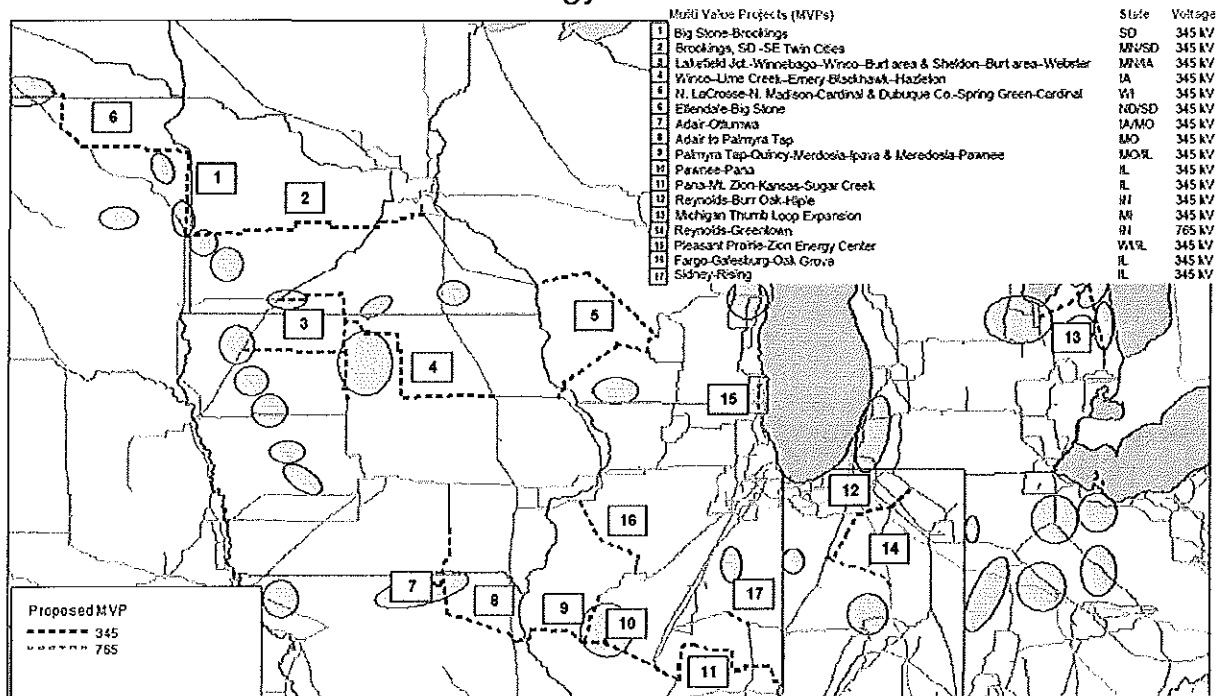 gy
Multi Value Projects (MVPs) State Voltage
1 Big Stone-Brookings SD 345 kV
2 Brookings, SD -SE Twin Cities MN/SD 345 kV
3 Lakefield Jct.-Winnebago-Winco-Burt area & Sheldon-Burt area-Webster MN/IA 345 kV
4 Winco-Lime Creek-Emery-Blackhawk-Hazleton IA 345 kV
5 N. LaCrosse-N. Madison-Cardinal & Dubuque Co.-Spring Green-Cardinal WI 345 kV
6 Ellendale-Big Stone ND/SD 345 kV
7 Adair-Ottumwa IA/MO 345 kV
8 Adair to Palmyra Tap MO 345 kV
9 Palmyra Tap-Quincy-Merdosia-Ipava & Meredosia-Pawnee MO/IL 345 kV
10 Pawnee-Pana IL 345 kV
11 Pana-Mt. Zion-Kansas-Sugar Creek IL 345 kV
12 Reynolds-Burr Oak-Hiple IN 345 kV
13 Michigan Thumb Loop Expansion MI 345 kV
14 Reynolds-Greentown IN 765 kV
15 Pleasant Prairie-Zion Energy Center WI/IL 345 kV
16 Fargo-Galesburg-Oak Grove IL 345 kV
17 Sidney-Rising IL 345 kV
6
1
2
3
4
5
13
15
12
16
14
7
8
9
10
17
11
Proposed MVP
345
765